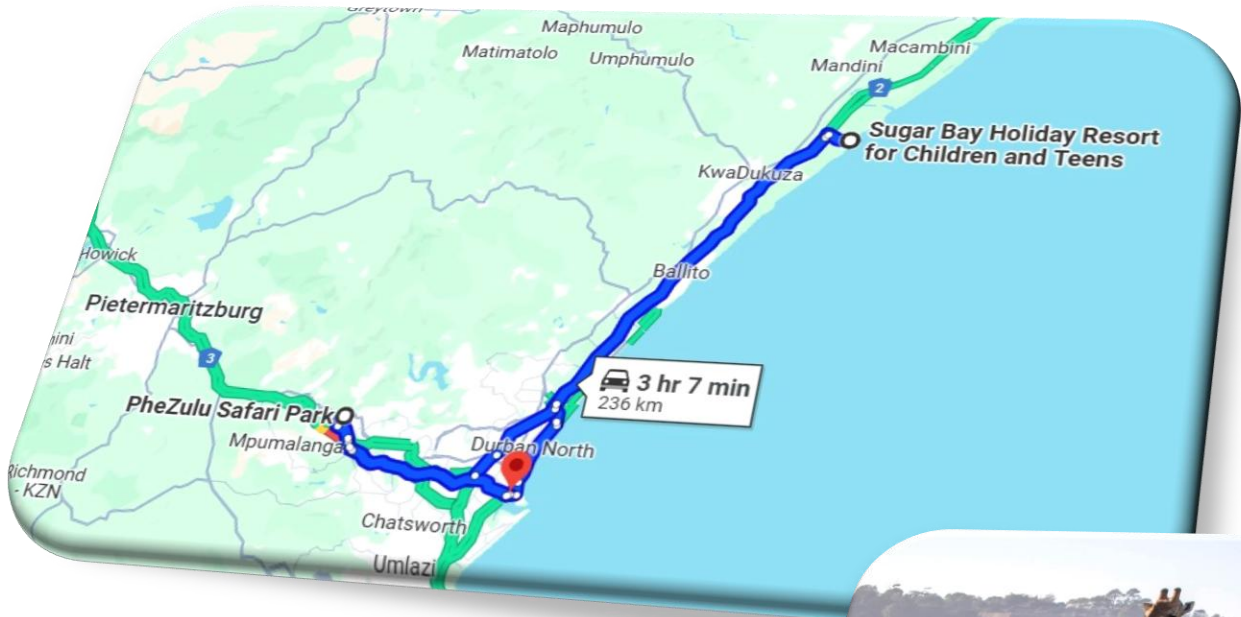 Greytown
Maphumulo
Macambini
Matimatolo
Umphumulo
Mandini
2
Sugar Bay Holiday Resort
for Children and Teens
KwaDukuza
Howick
Ballito
Pietermaritzburg
s Halt
3
3 hr 7 min
236 km
PheZulu Safari Park
Mpumalanga
Durban North
Richmond
- KZN
Chatsworth
Umlazi